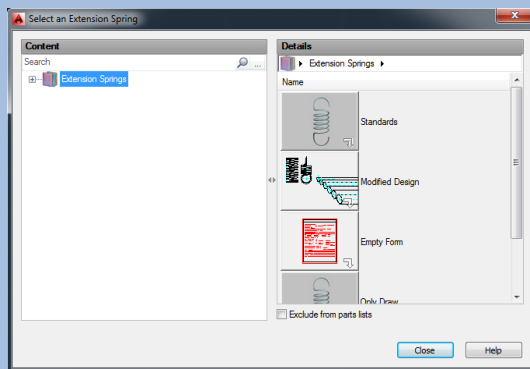 Select an Extension Spring
Content
Search
...
Extension Springs
Details
Extension Springs
Name
Standards
Modified Design
Empty Form
Only Draw
Exclude from parts lists
Close
Help